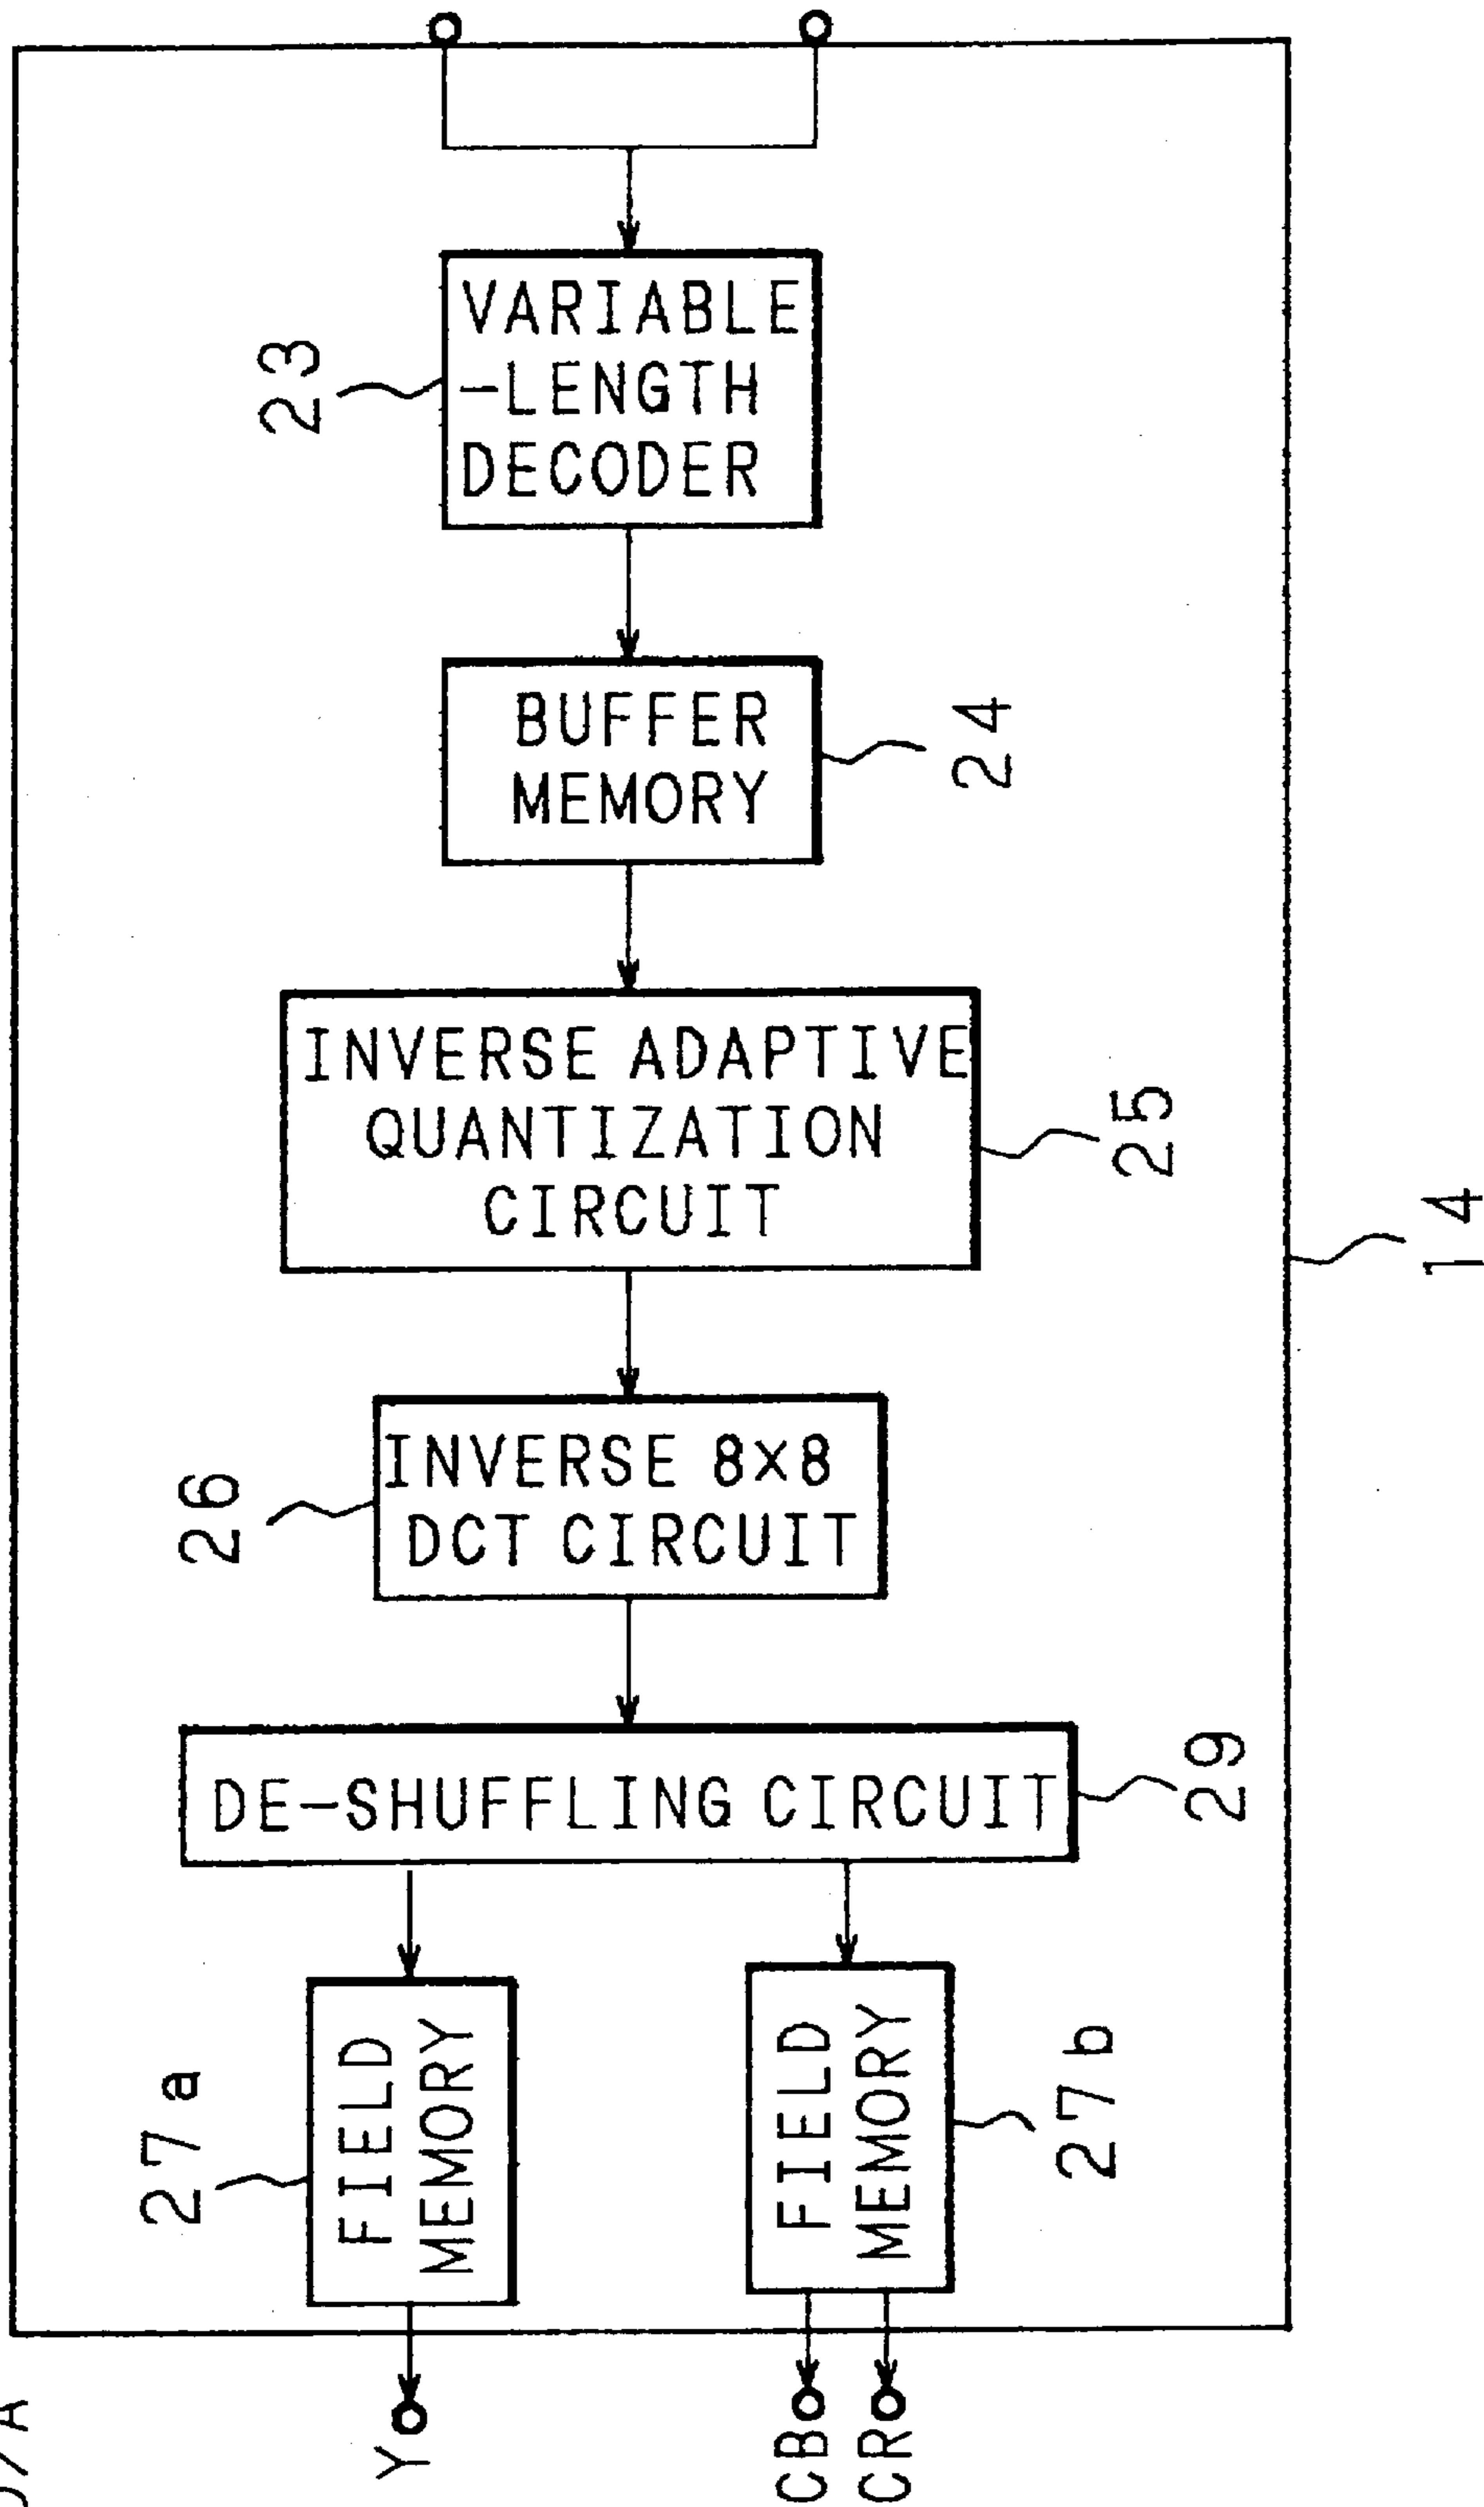 23
VARIABLE
-LENGTH
DECODER
BUFFER
MEMORY
24
INVERSE ADAPTIVE
QUANTIZATION
CIRCUIT
25
14
26
INVERSE 8×8
DCT CIRCUIT
DE-SHUFFLING CIRCUIT
29
27a
FIELD
MEMORY
FIELD
MEMORY
27b
Y
CB
CR